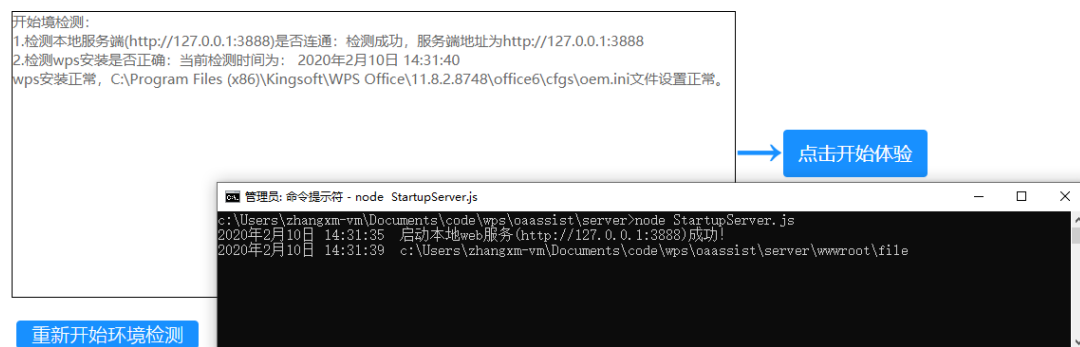 开始境检测：
1.检测本地服务端(http://127.0.0.1:3888)是否连通：检测成功，服务端地址为http://127.0.0.1:3888
2.检测wps安装是否正确：当前检测时间为： 2020年2月10日 14:31:40
wps安装正常，C:\Program Files (x86)\Kingsoft\WPS Office\11.8.2.8748\office6\cfgs\oem.ini文件设置正常。
点击开始体验
管理员: 命令提示符 - node  StartupServer.js
c:\Users\zhangxm-vm\Documents\code\wps\oaassist\server>node StartupServer.js
2020年2月10日 14:31:35  启动本地web服务(http://127.0.0.1:3888)成功!
2020年2月10日 14:31:39  c:\Users\zhangxm-vm\Documents\code\wps\oaassist\server\wwwroot\file
重新开始环境检测